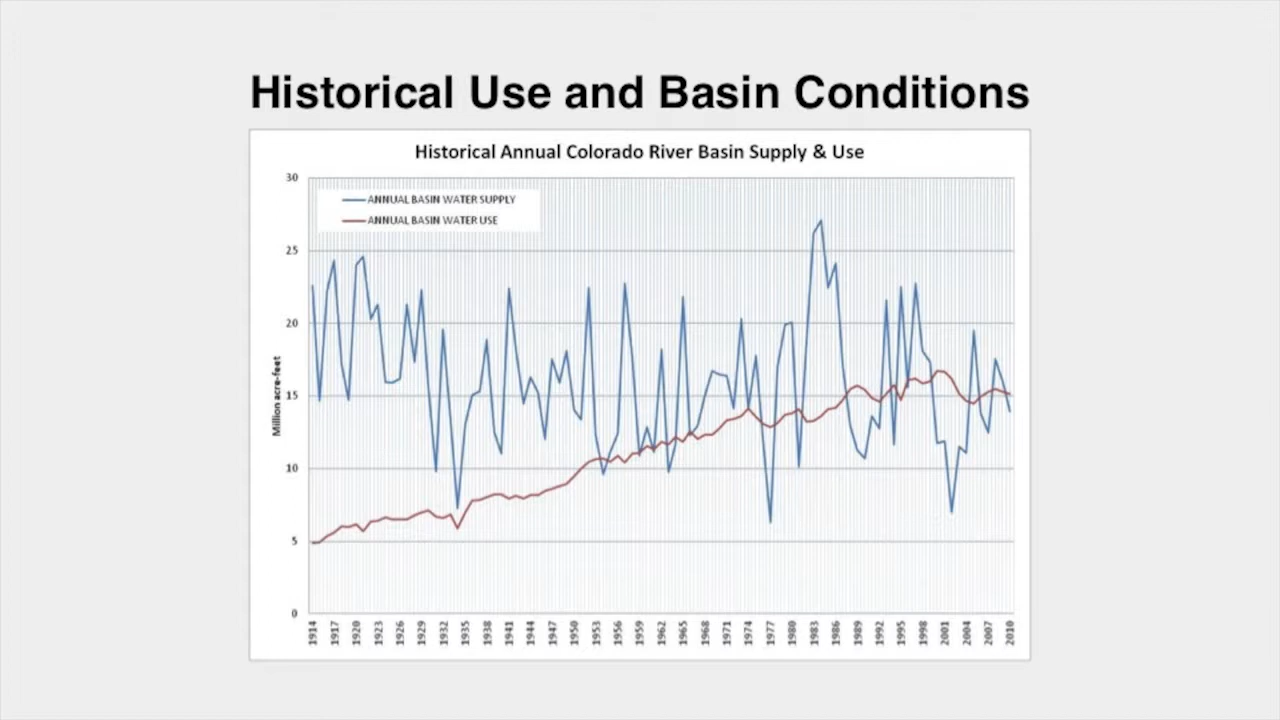 Historical Use and Basin Conditions
Historical Annual Colorado River Basin Supply & Use
ANNUAL BASIN WATER SUPPLY
ANNUAL BASIN WATER USE
Million acre-feet
30
25
20
15
10
5
0
1914 1917 1920 1923 1926 1929 1932 1935 1938 1941 1944 1947 1950 1953 1956 1959 1962 1965 1968 1971 1974 1977 1980 1983 1986 1989 1992 1995 1998 2001 2004 2007 2010